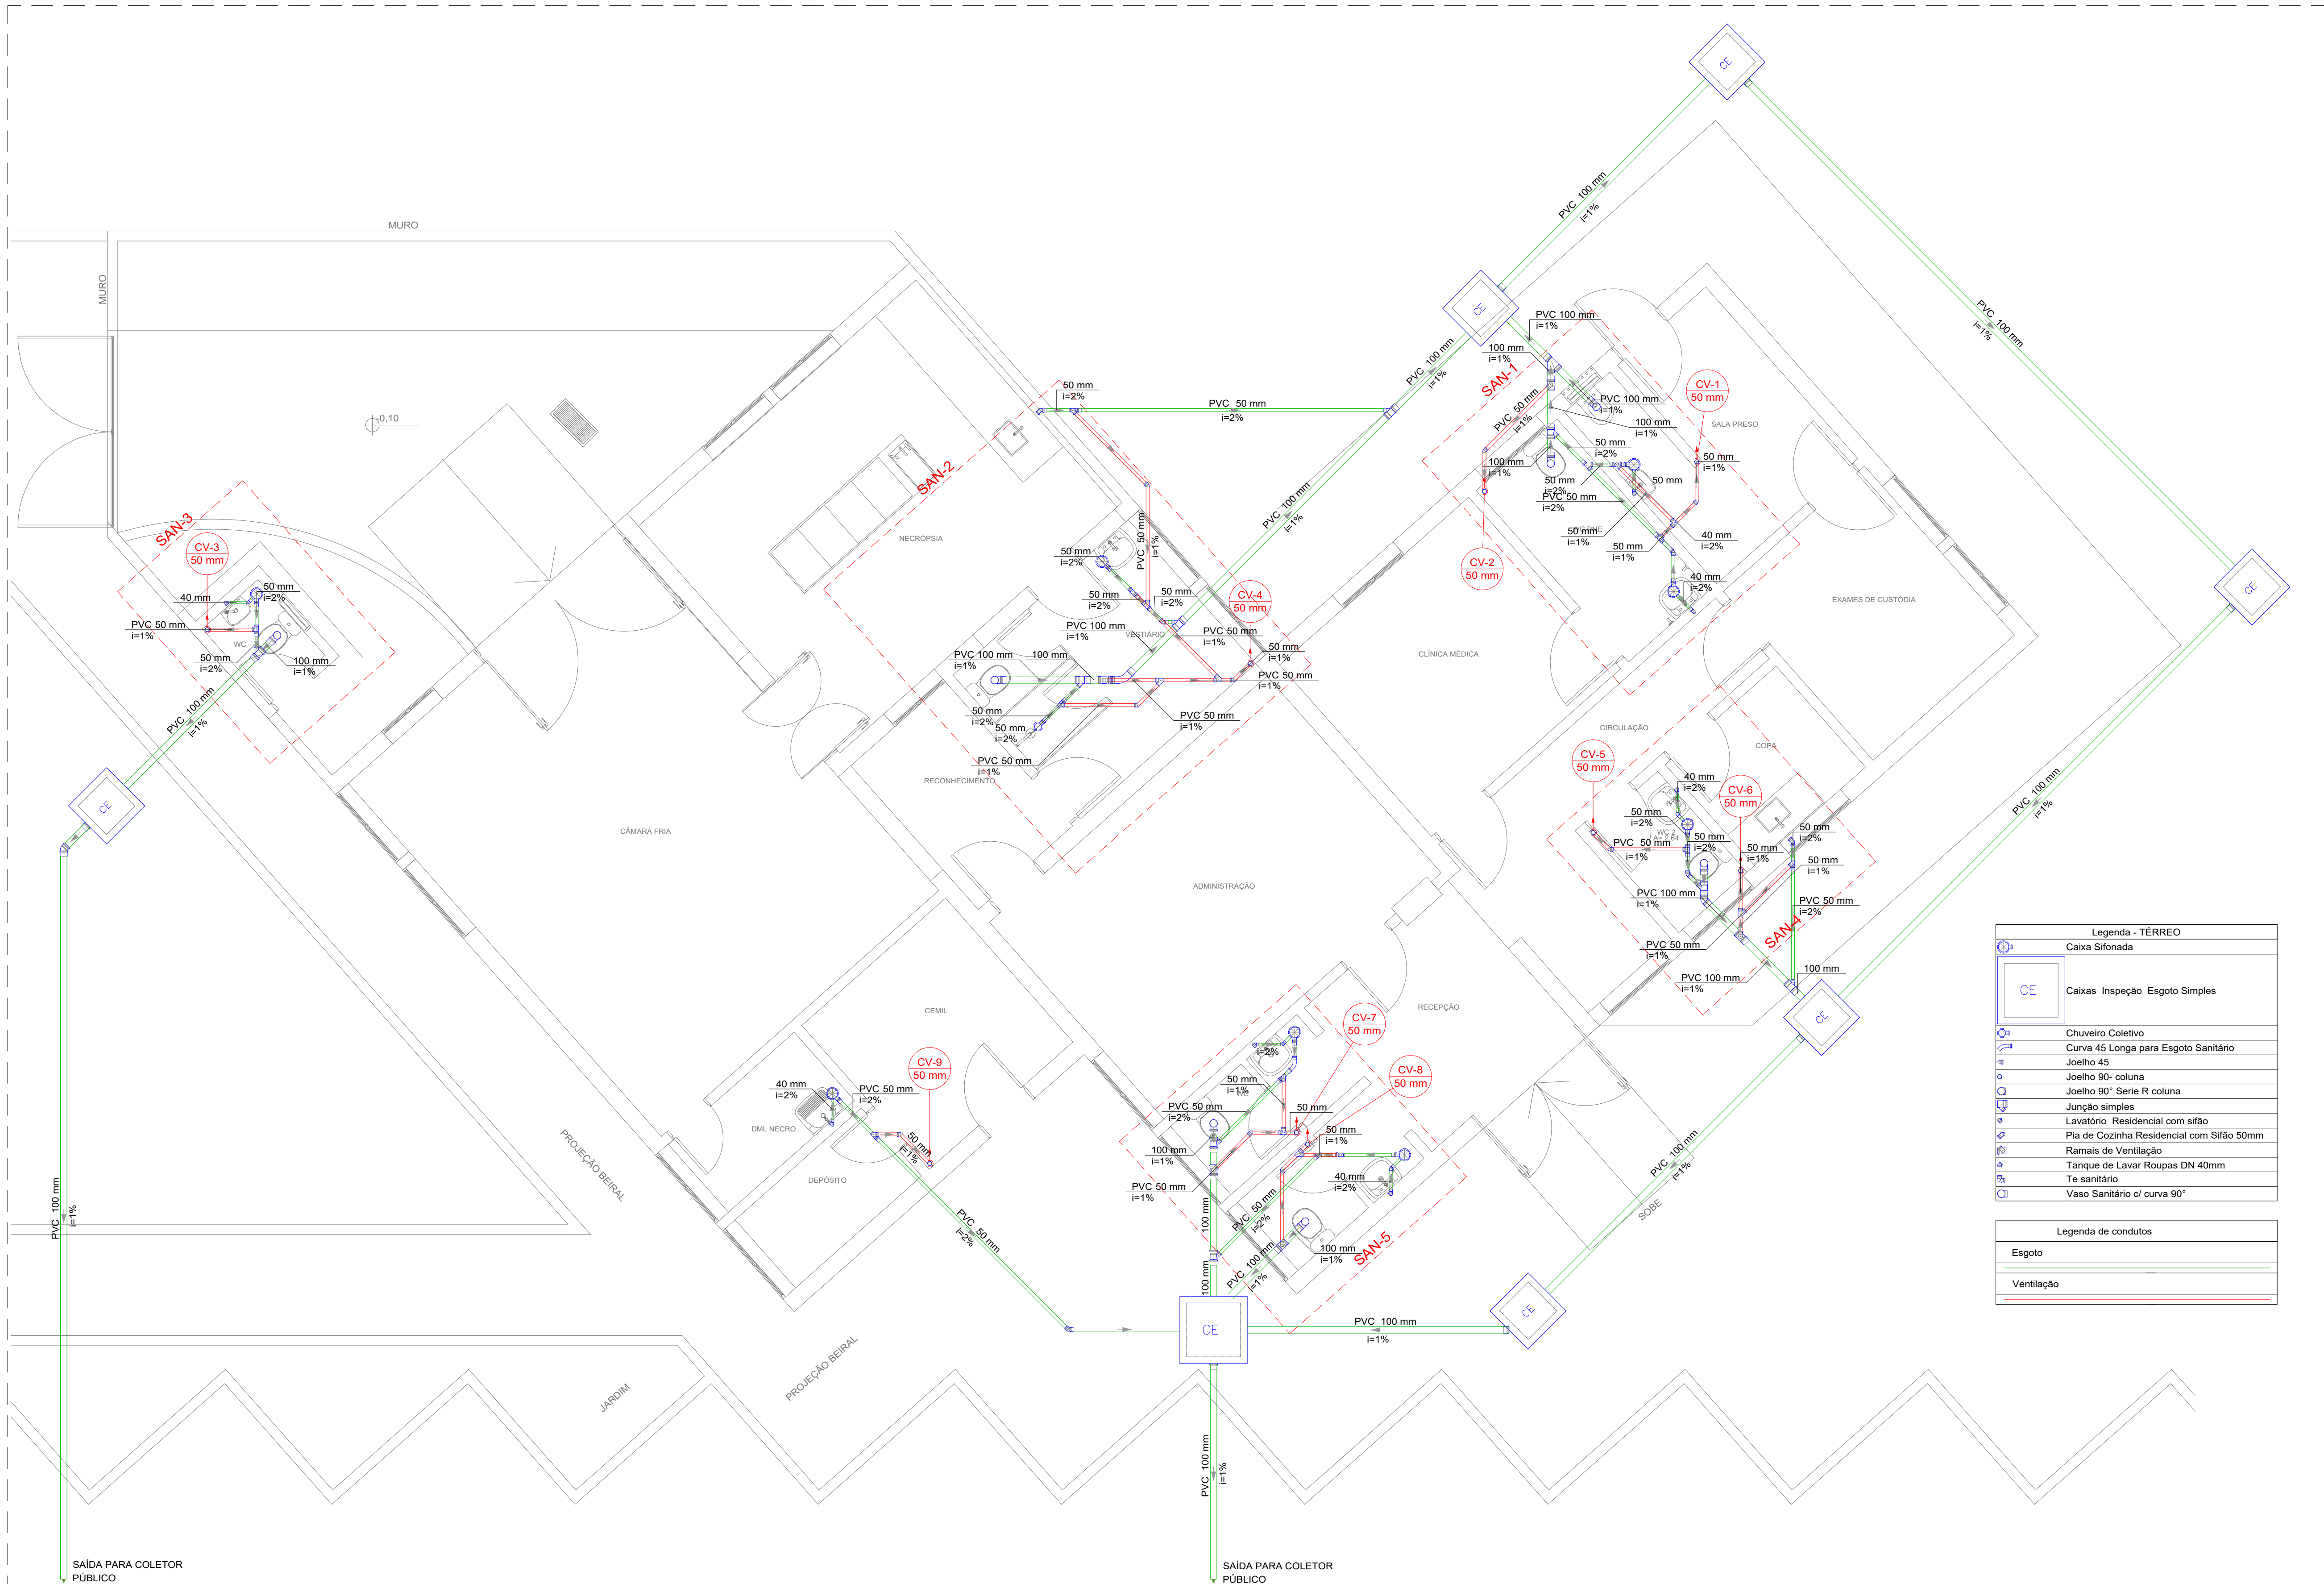 MURO
MURO
-0,10
CE
PVC 100 mm
i=1%
PVC 100 mm
i=1%
CE
PVC 100 mm
i=1%
100 mm
i=1%
PVC 100 mm
i=1%
SAN-1
CV-1
50 mm
PVC 100 mm
i=1%
100 mm
i=1%
SALA PRESO
PVC 50 mm
i=1%
50 mm
i=2%
50 mm
i=1%
100 mm
i=1%
50 mm
i=2%
50 mm
PVC 50 mm
i=2%
50 mm
i=1%
50 mm
i=1%
40 mm
i=2%
CV-2
50 mm
40 mm
i=2%
EXAMES DE CUSTÓDIA
CLÍNICA MÉDICA
CE
50 mm
i=2%
PVC 50 mm
i=2%
SAN-2
NECRÓPSIA
PVC 100 mm
i=1%
PVC 50 mm
i=1%
50 mm
i=2%
50 mm
i=2%
50 mm
i=2%
CV-4
50 mm
PVC 100 mm
i=1%
VESTIÁRIO
PVC 50 mm
i=1%
50 mm
i=1%
PVC 100 mm
i=1%
100 mm
PVC 50 mm
i=1%
50 mm
i=2%
PVC 50 mm
i=1%
50 mm
i=2%
PVC 50 mm
i=1%
RECONHECIMENTO
SAN-3
CV-3
50 mm
50 mm
i=2%
40 mm
PVC 50 mm
i=1%
WC
50 mm
i=2%
100 mm
i=1%
PVC 100 mm
i=1%
CE
CÂMARA FRIA
ADMINISTRAÇÃO
CIRCULAÇÃO
COPA
CV-5
50 mm
40 mm
i=2%
CV-6
50 mm
50 mm
i=2%
WC 2
A= 2,64
50 mm
i=2%
50 mm
i=2%
PVC 50 mm
i=1%
50 mm
i=1%
50 mm
i=1%
PVC 100 mm
i=1%
PVC 50 mm
i=2%
SAN-4
PVC 50 mm
i=1%
PVC 100 mm
i=1%
100 mm
CE
PVC 100 mm
i=1%
RECEPÇÃO
CEMIL
CV-7
50 mm
i=2%
CV-8
50 mm
50 mm
i=1%
WC
PVC 50 mm
i=2%
50 mm
50 mm
i=1%
100 mm
i=1%
40 mm
i=2%
PVC 50 mm
i=1%
PVC 50 mm
i=2%
100 mm
100 mm
PVC 100 mm
i=1%
100 mm
i=1%
SAN-5
CV-9
50 mm
40 mm
i=2%
PVC 50 mm
i=2%
DML NECRO
50 mm
i=1%
DEPÓSITO
PVC 50 mm
i=2%
PROJEÇÃO BEIRAL
PROJEÇÃO BEIRAL
JARDIM
SOBE
PVC 100 mm
i=1%
CE
PVC 100 mm
i=1%
CE
PVC 100 mm
i=1%
PVC 100 mm
i=1%
SAÍDA PARA COLETOR
PÚBLICO
SAÍDA PARA COLETOR
PÚBLICO
Legenda - TÉRREO
Caixa Sifonada
CE
Caixas Inspeção Esgoto Simples
Chuveiro Coletivo
Curva 45 Longa para Esgoto Sanitário
Joelho 45
Joelho 90- coluna
Joelho 90° Serie R coluna
Junção simples
Lavatório Residencial com sifão
Pia de Cozinha Residencial com Sifão 50mm
Ramais de Ventilação
Tanque de Lavar Roupas DN 40mm
Te sanitário
Vaso Sanitário c/ curva 90°
Legenda de condutos
Esgoto
Ventilação